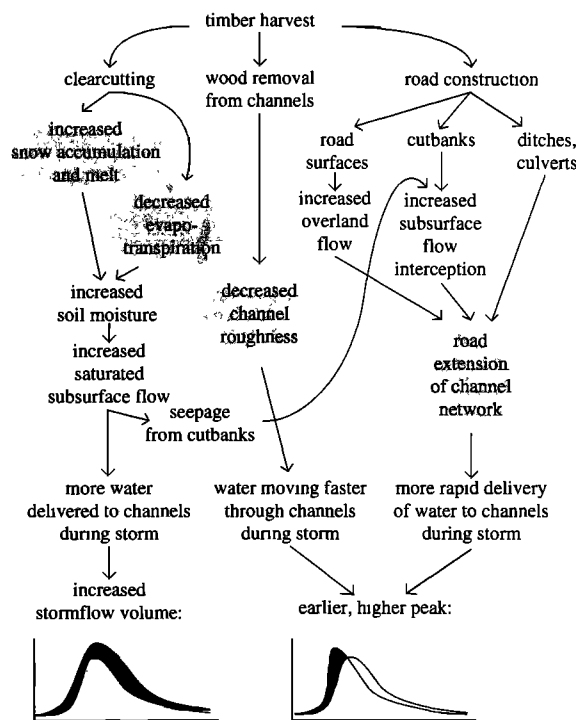 timber harvest
clearcutting
wood removal
from channels
road construction
increased
snow accumulation
and melt
decreased
evapo-
transpiration
road
surfaces
cutbanks
ditches,
culverts
increased
overland
flow
increased
subsurface
flow
interception
increased
soil moisture
decreased
channel
roughness
increased
saturated
subsurface flow
road
extension
of channel
network
seepage
from cutbanks
more water
delivered to channels
during storm
water moving faster
through channels
during storm
more rapid delivery
of water to channels
during storm
increased
stormflow volume:
earlier, higher peak: